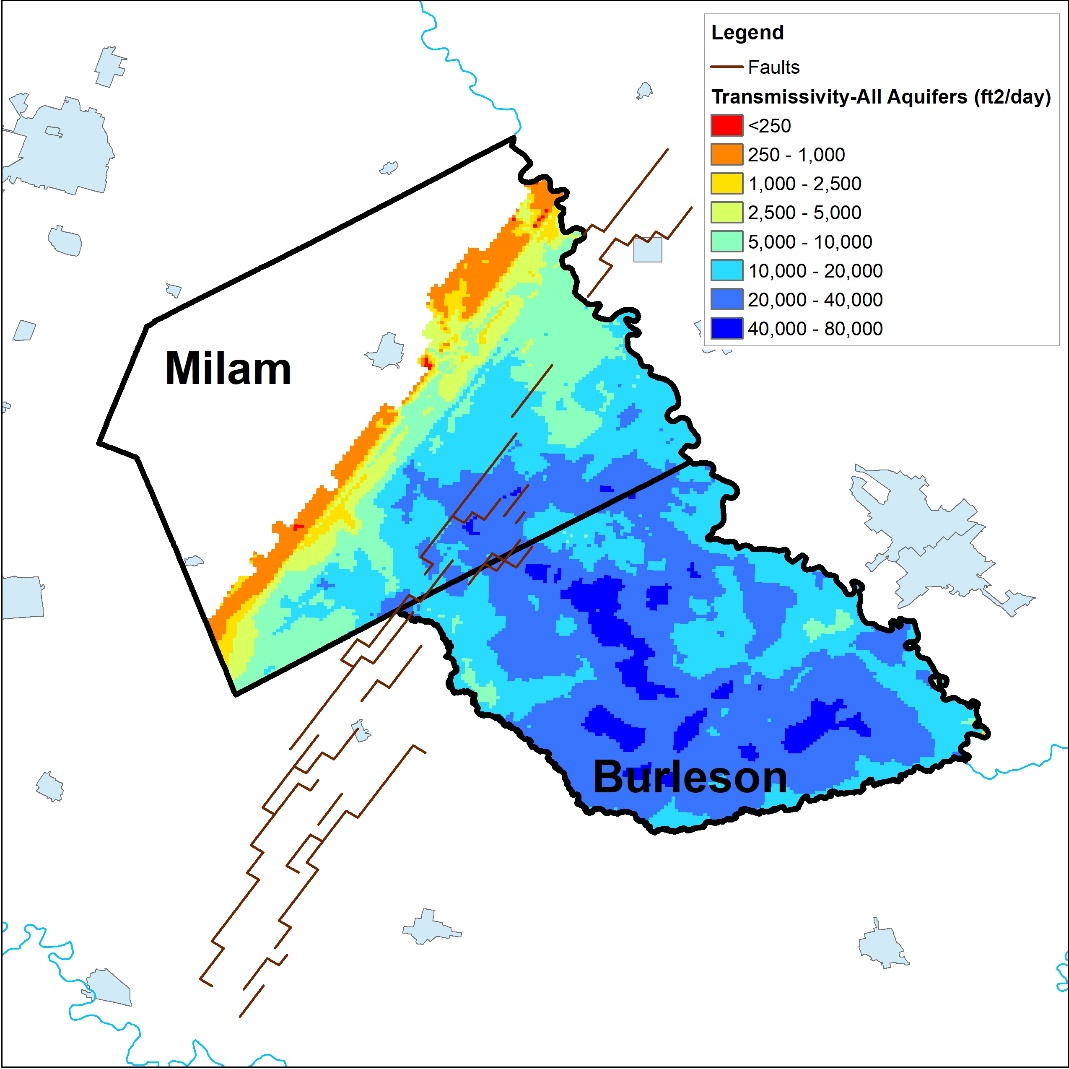 Legend
Faults
Transmissivity-All Aquifers (ft2/day)
<250
250 - 1,000
1,000 - 2,500
2,500 - 5,000
5,000 - 10,000
10,000 - 20,000
20,000 - 40,000
40,000 - 80,000
Milam
Burleson